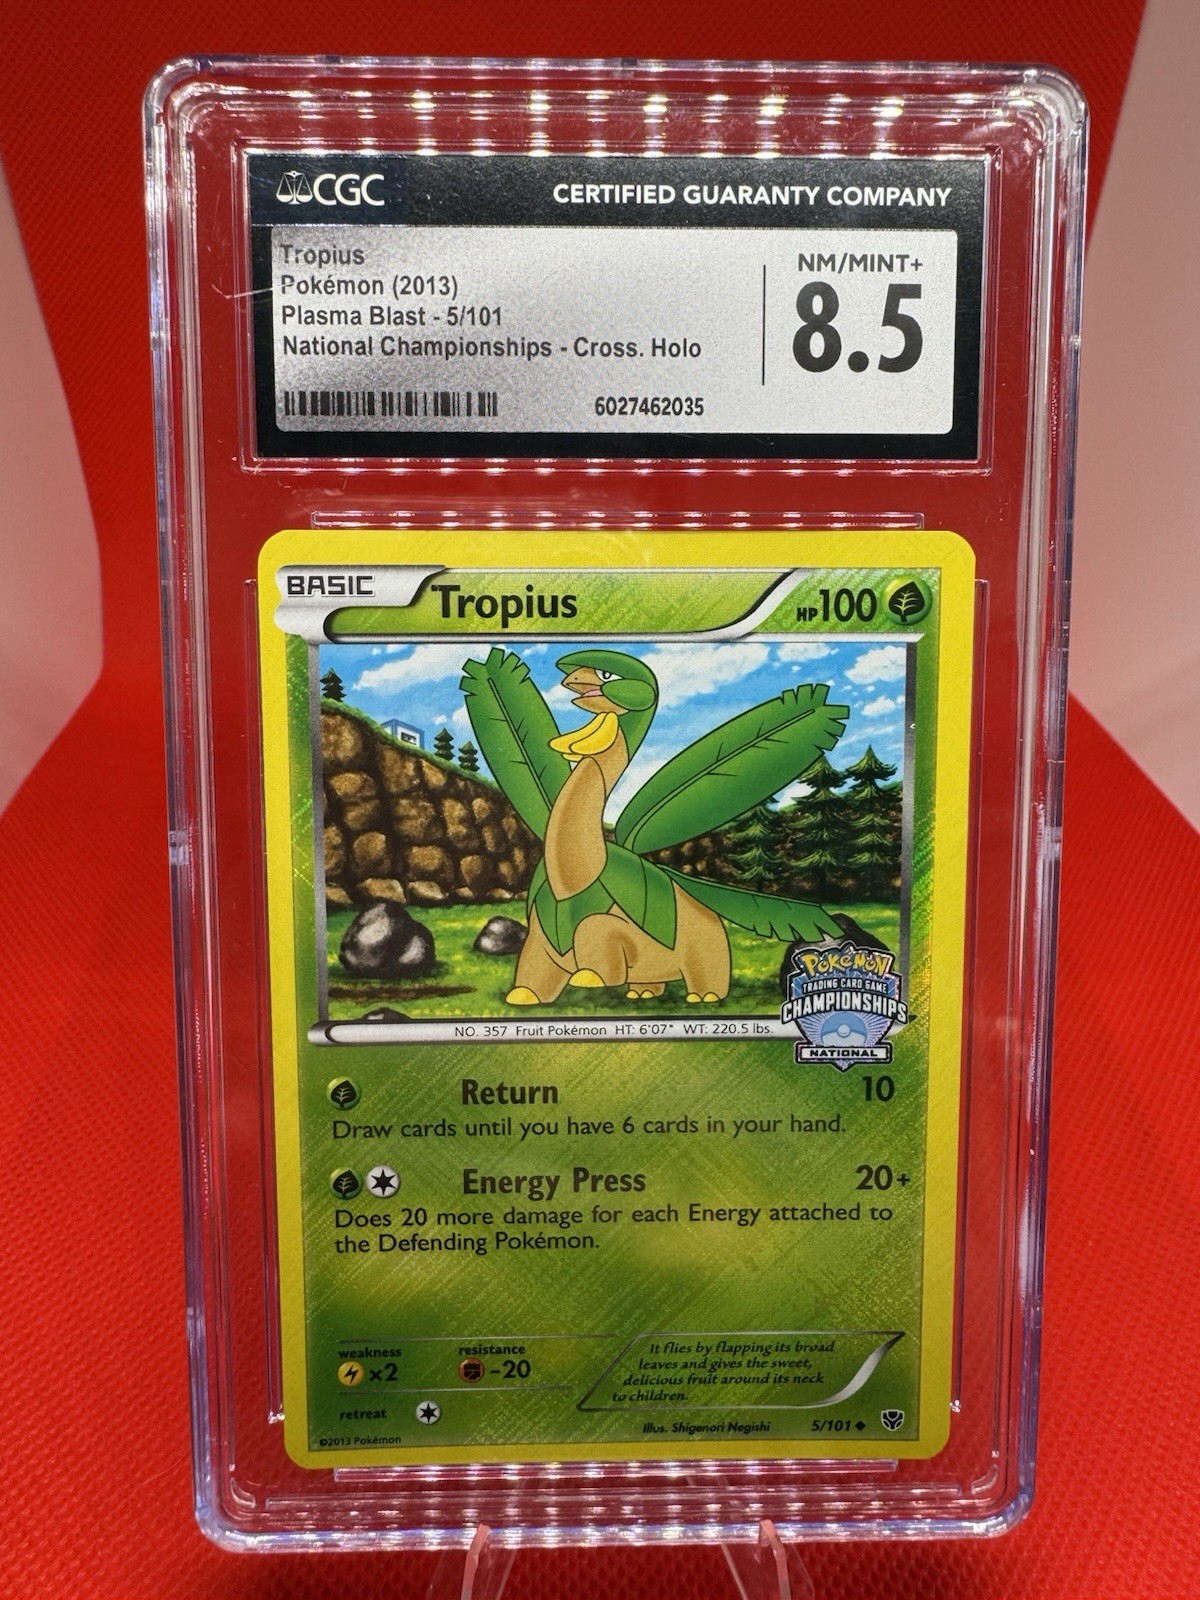 CGC
CERTIFIED GUARANTY COMPANY
Tropius
Pokémon (2013)
Plasma Blast - 5/101
National Championships - Cross. Holo
NM/MINT+
8.5
6027462035
BASIC
Tropius
HP100
NO. 357 Fruit Pokémon HT: 6'07" WT: 220.5 lbs.
POKéMON
TRADING CARD GAME
CHAMPIONSHIPS
NATIONAL
Return 10
Draw cards until you have 6 cards in your hand.
Energy Press 20+
Does 20 more damage for each Energy attached to
the Defending Pokémon.
weakness
×2
resistance
-20
retreat
It flies by flapping its broad
leaves and gives the sweet,
delicious fruit around its neck
to children.
Illus. Shigenori Negishi
5/101
©2013 Pokémon